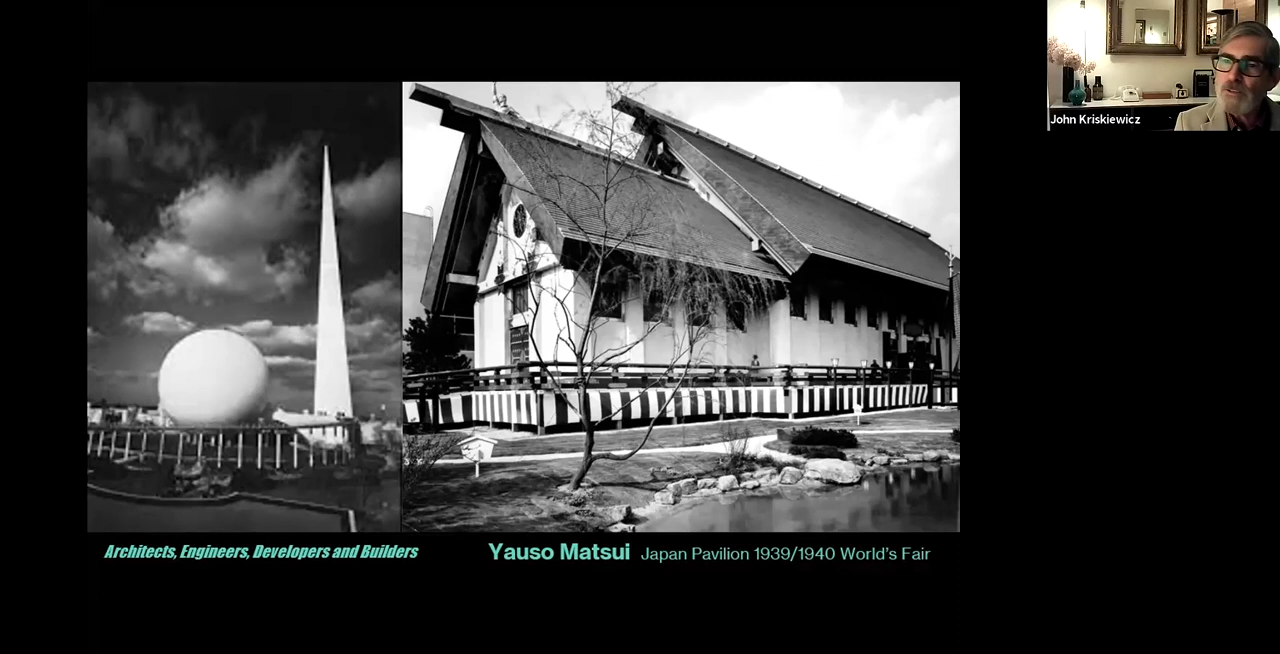 John Kriskiewicz
Architects, Engineers, Developers and Builders
Yauso Matsui Japan Pavilion 1939/1940 World's Fair